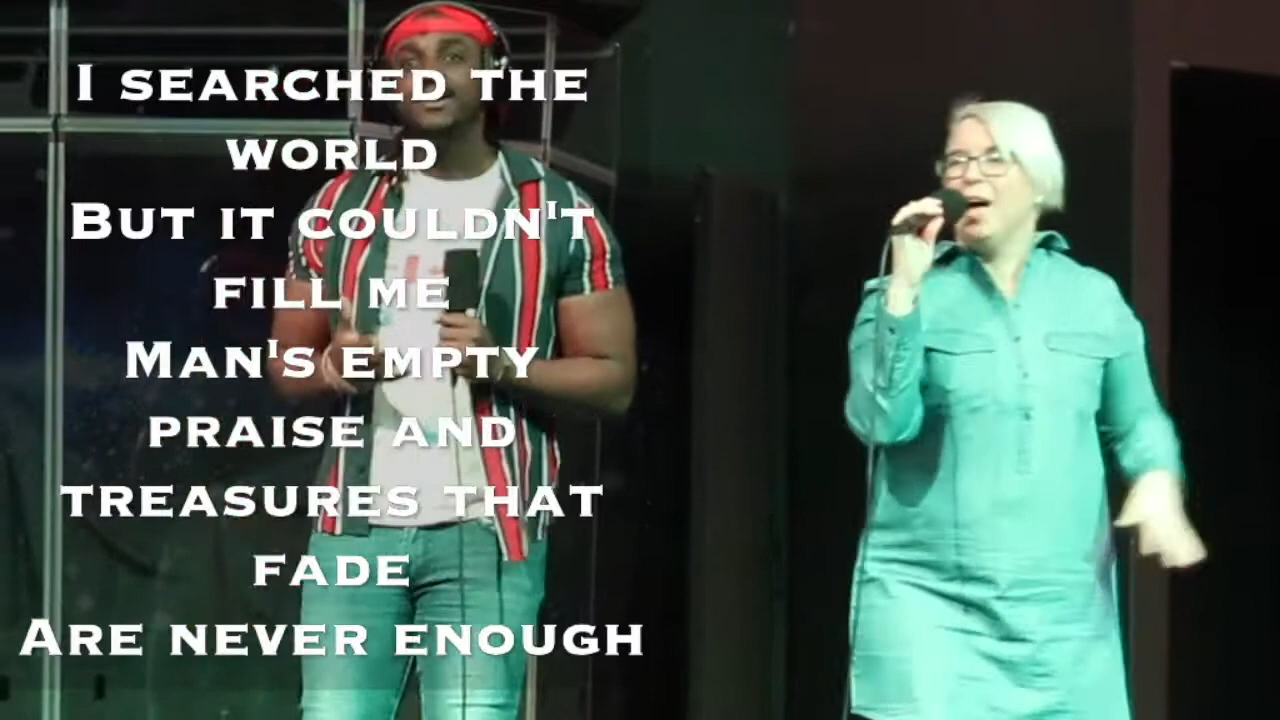 I searched the
world
But it couldn't
fill me
Man's empty
praise and
treasures that
fade
Are never enough